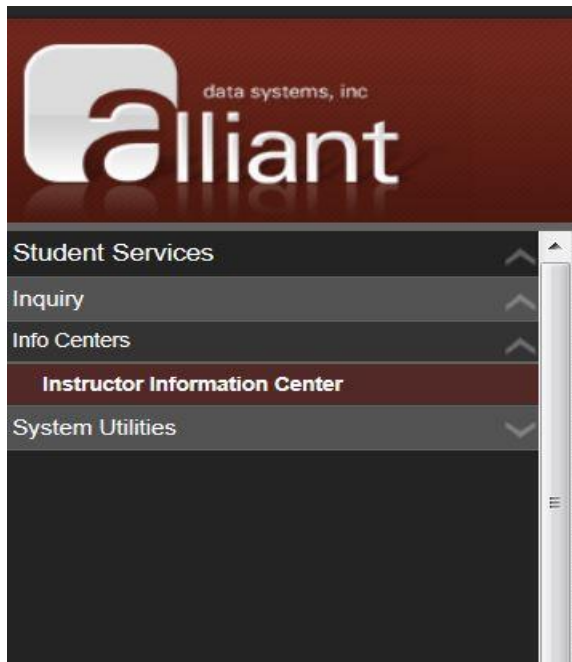 data systems, inc
alliant
Student Services
Inquiry
Info Centers
Instructor Information Center
System Utilities